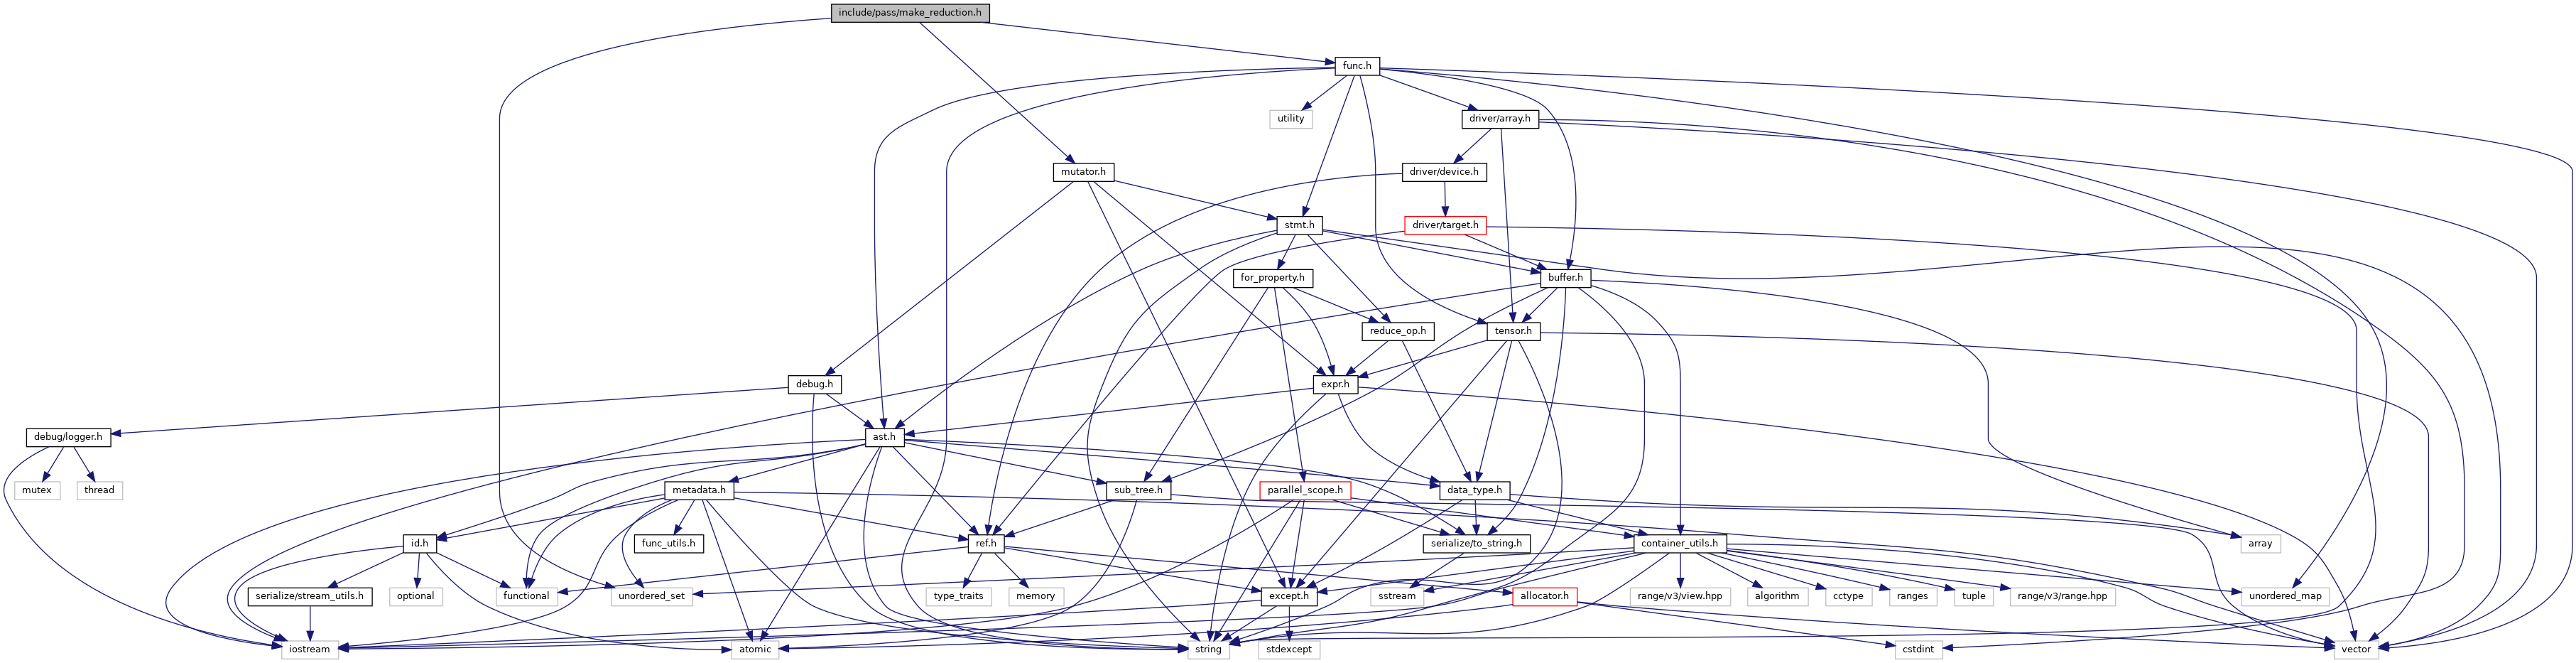 include/pass/make_reduction.h
func.h
utility
driver/array.h
mutator.h
driver/device.h
stmt.h
driver/target.h
for_property.h
buffer.h
reduce_op.h
tensor.h
debug.h
expr.h
debug/logger.h
ast.h
mutex
thread
metadata.h
sub_tree.h
parallel_scope.h
data_type.h
id.h
func_utils.h
ref.h
serialize/to_string.h
container_utils.h
array
serialize/stream_utils.h
optional
functional
unordered_set
type_traits
memory
sstream
allocator.h
range/v3/view.hpp
algorithm
cctype
ranges
tuple
range/v3/range.hpp
unordered_map
except.h
iostream
atomic
string
stdexcept
cstdint
vector